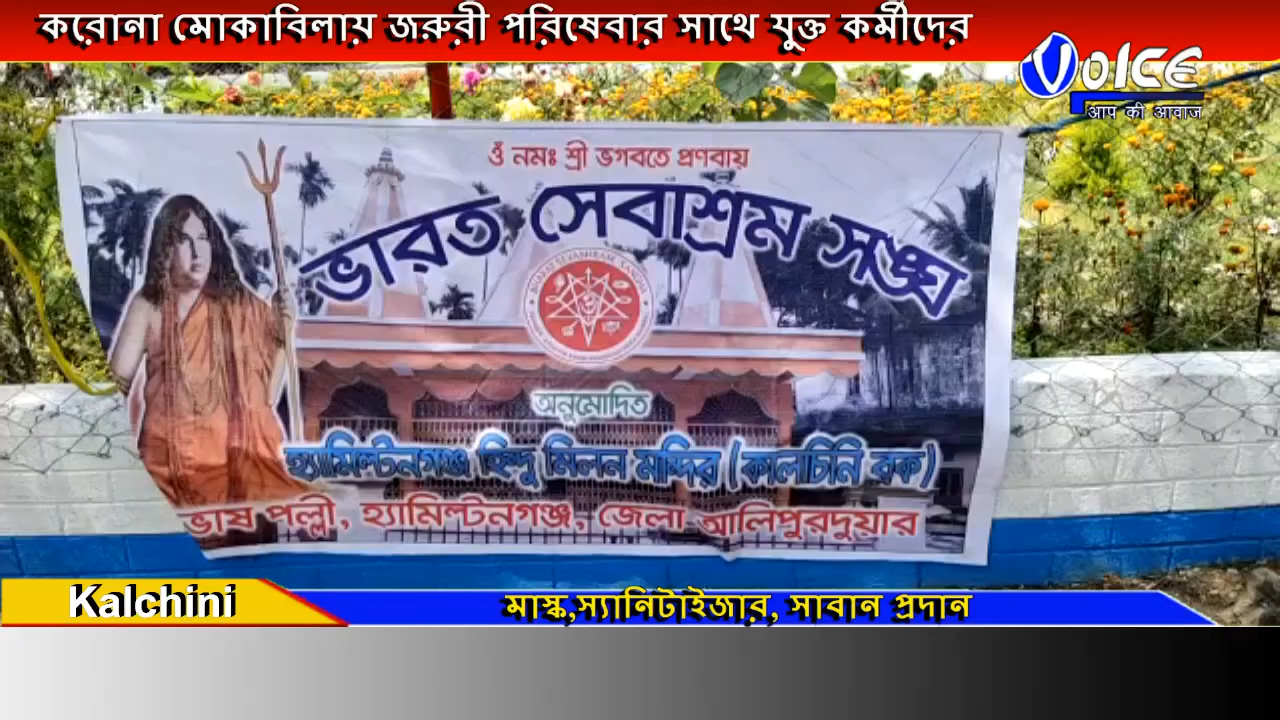 করোনা মোকাবিলায় জরুরী পরিষেবার সাথে যুক্ত কর্মীদের
VOICE
आप की आवाज
ওঁ নমঃ শ্রী ভগবতে প্রণবায়
ভারত সেবাশ্রম সঙ্ঘ
অনুমোদিত
হ্যামিল্টনগঞ্জ হিন্দু মিলন মন্দির (কালচিনি ব্লক)
ভাষ পল্লী, হ্যামিল্টনগঞ্জ, জেলা আলিপুরদুয়ার
Kalchini
মাস্ক,স্যানিটাইজার, সাবান প্রদান